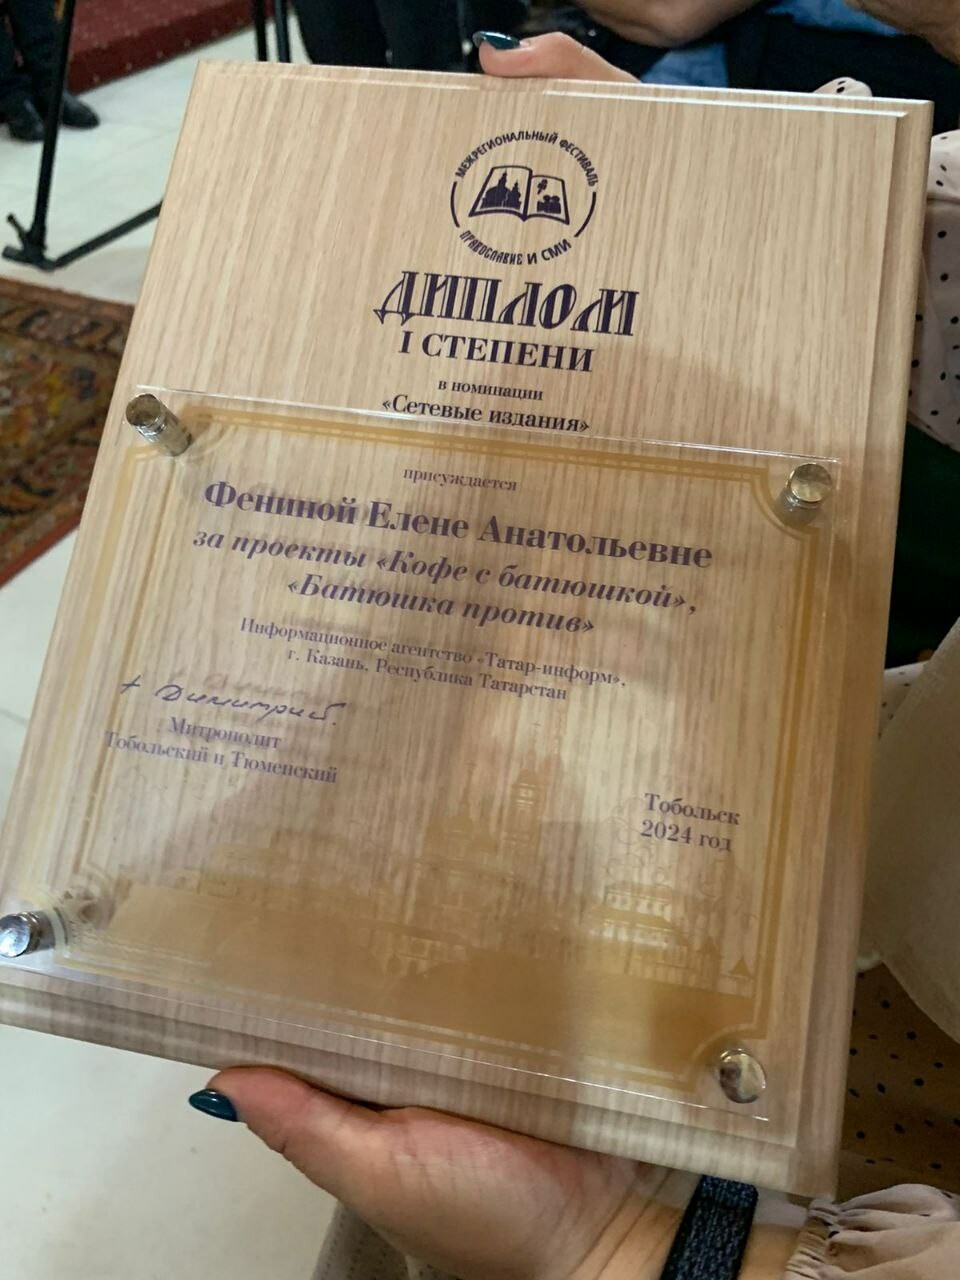 МЕЖРЕГИОНАЛЬНЫЙ ФЕСТИВАЛЬ
ПРАВОСЛАВИЕ И СМИ
ДИПЛОМ
I СТЕПЕНИ
в номинации
«Сетевые издания»
присуждается
Фениной Елене Анатольевне
за проекты «Кофе с батюшкой»,
«Батюшка против»
Информационное агентство «Татар-информ»,
г. Казань, Республика Татарстан
+ Димитрий.
Митрополит
Тобольский и Тюменский
Тобольск
2024 год